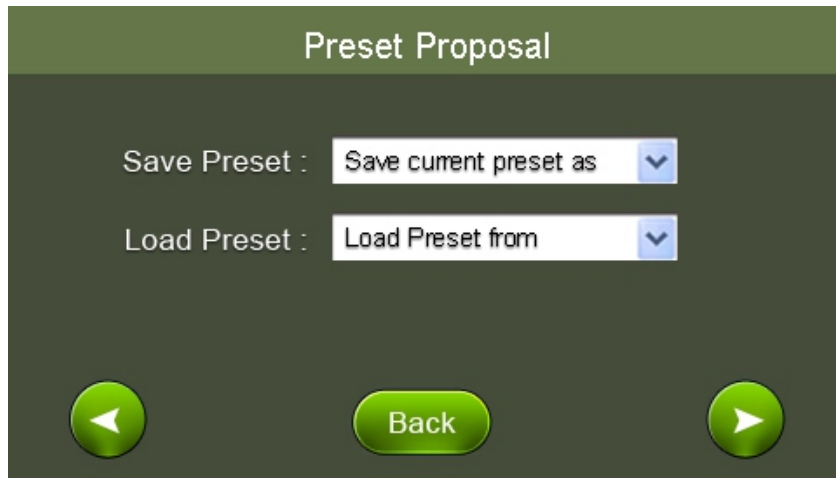 Preset Proposal
Save Preset : Save current preset as
Load Preset : Load Preset from
Back